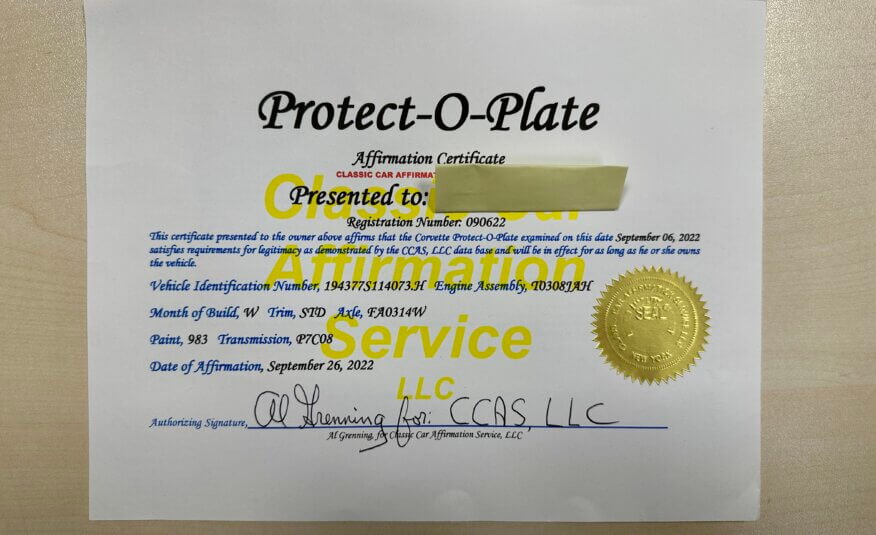 Protect-O-Plate
Affirmation Certificate
CLASSIC CAR AFFIRMAT
Presented to:
Classic Car
Registration Number: 090622
This certificate presented to the owner above affirms that the Corvette Protect-O-Plate examined on this date September 06, 2022
satisfies requirements for legitimacy as demonstrated by the CCAS, LLC data base and will be in effect for as long as he or she owns
the vehicle.
Affirmation
Vehicle Identification Number, 194377S114073.H Engine Assembly, T0308JAH
Month of Build, W Trim, STD Axle, FA0314W
Service
Paint, 983 Transmission, P7C08
Date of Affirmation, September 26, 2022
LLC
Authorizing Signature, Al Grenning for: CCAS, LLC
Al Grenning, for Classic Car Affirmation Service, LLC
SEAL
NEW YORK